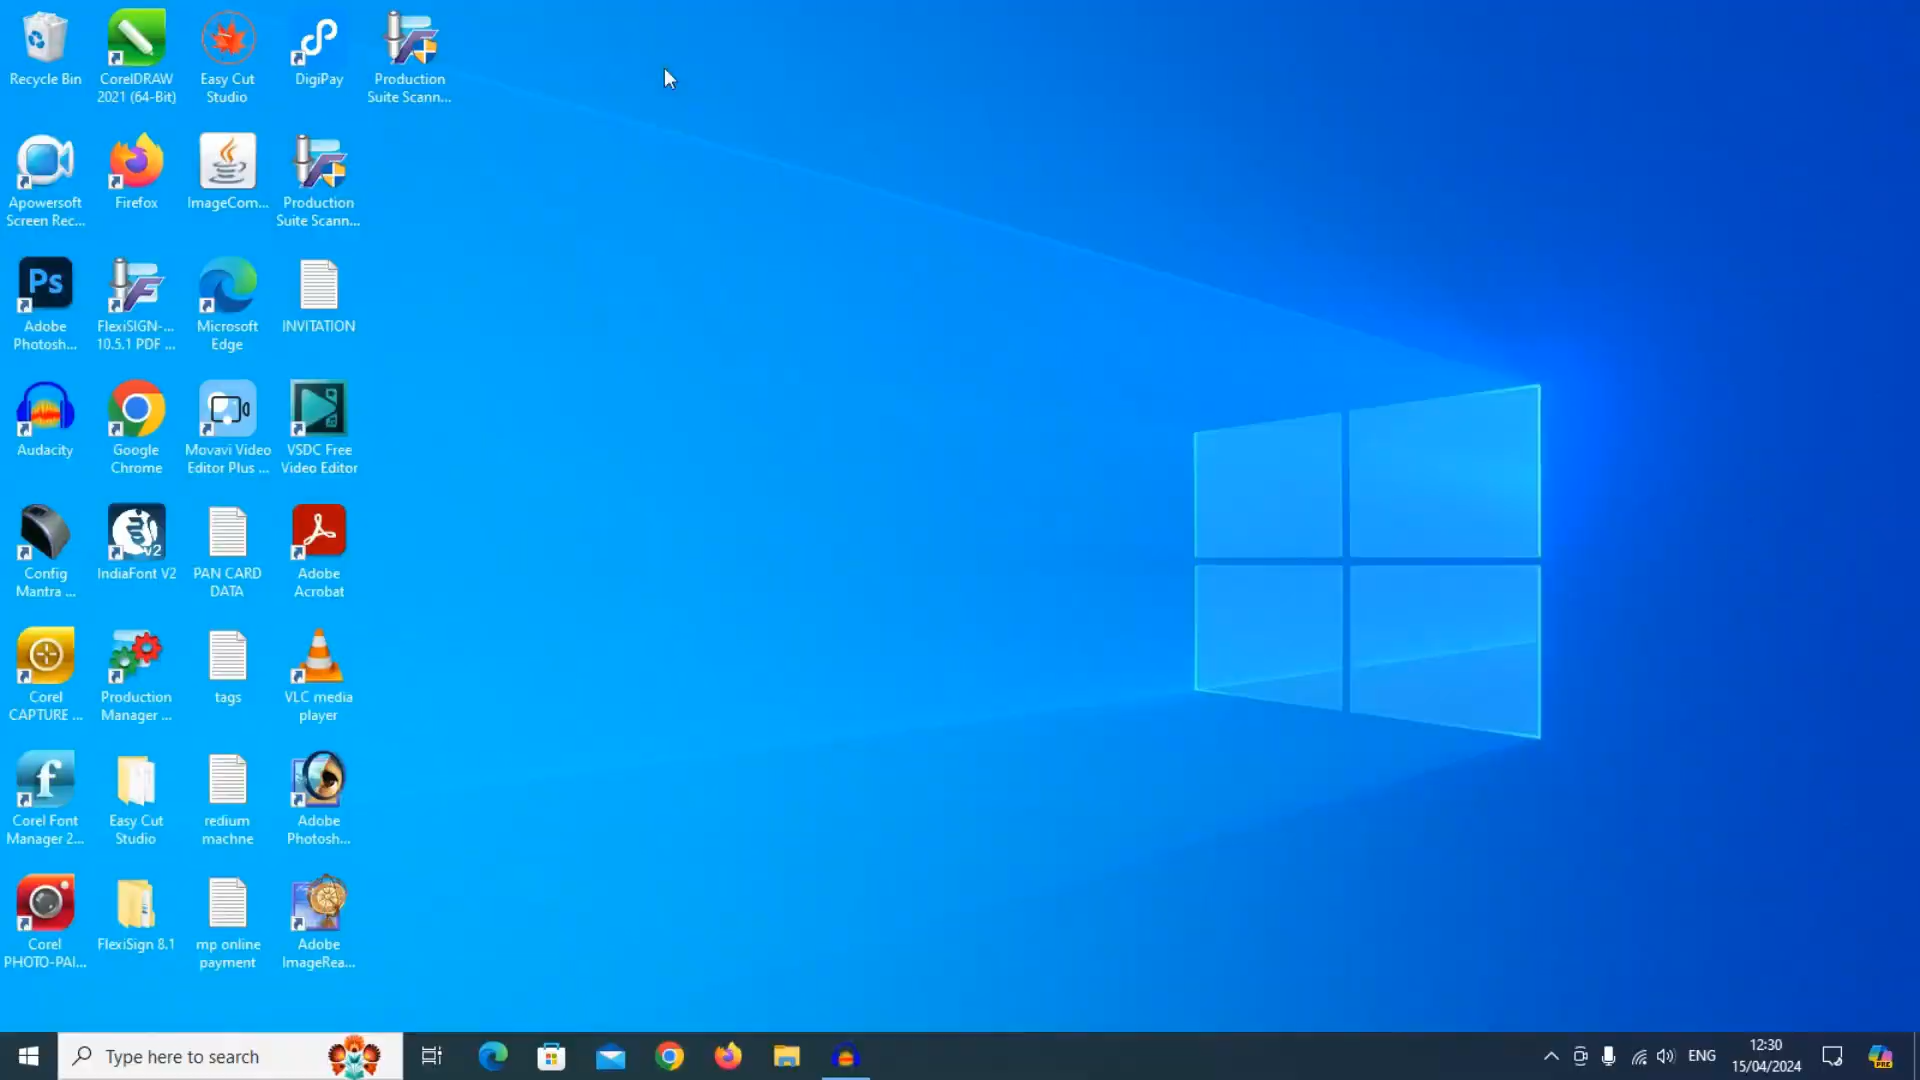 Recycle Bin
CorelDRAW
2021 (64-Bit)
Easy Cut
Studio
DigiPay
Production
Suite Scann...
Apowersoft
Screen Rec...
Firefox
ImageCom...
Production
Suite Scann...
Ps
Adobe
Photosh...
FlexiSIGN-...
10.5.1 PDF ...
Microsoft
Edge
INVITATION
Audacity
Google
Chrome
Movavi Video
Editor Plus ...
VSDC Free
Video Editor
Config
Mantra ...
V2
IndiaFont V2
PAN CARD
DATA
Adobe
Acrobat
Corel
CAPTURE ...
Production
Manager ...
tags
VLC media
player
f
Corel Font
Manager 2...
Easy Cut
Studio
redium
machne
Adobe
Photosh...
Corel
PHOTO-PAI...
FlexiSign 8.1
mp online
payment
Adobe
ImageRea...
Type here to search
ENG
12:30
15/04/2024
PRE